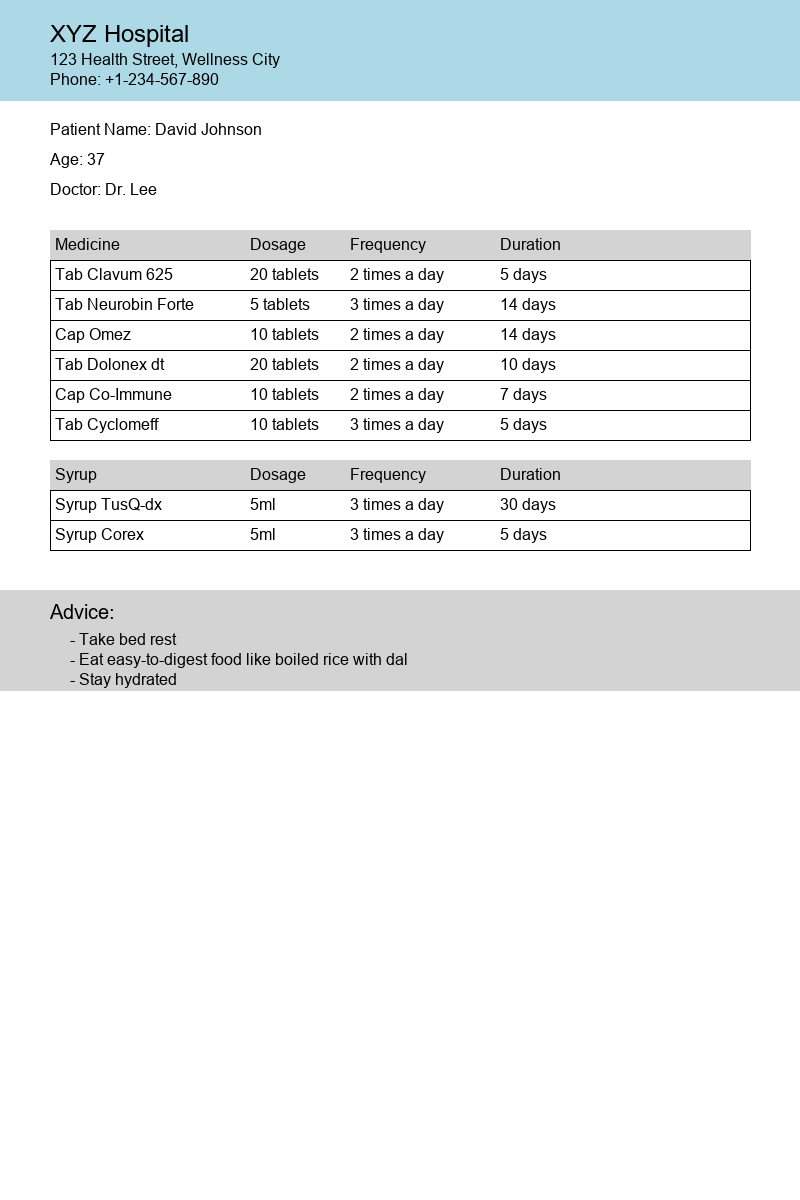 XYZ Hospital
123 Health Street, Wellness City
Phone: +1-234-567-890
Patient Name: David Johnson
Age: 37
Doctor: Dr. Lee
Medicine Dosage Frequency Duration
Tab Clavum 625 20 tablets 2 times a day 5 days
Tab Neurobin Forte 5 tablets 3 times a day 14 days
Cap Omez 10 tablets 2 times a day 14 days
Tab Dolonex dt 20 tablets 2 times a day 10 days
Cap Co-Immune 10 tablets 2 times a day 7 days
Tab Cyclomeff 10 tablets 3 times a day 5 days
Syrup Dosage Frequency Duration
Syrup TusQ-dx 5ml 3 times a day 30 days
Syrup Corex 5ml 3 times a day 5 days
Advice:
- Take bed rest
- Eat easy-to-digest food like boiled rice with dal
- Stay hydrated